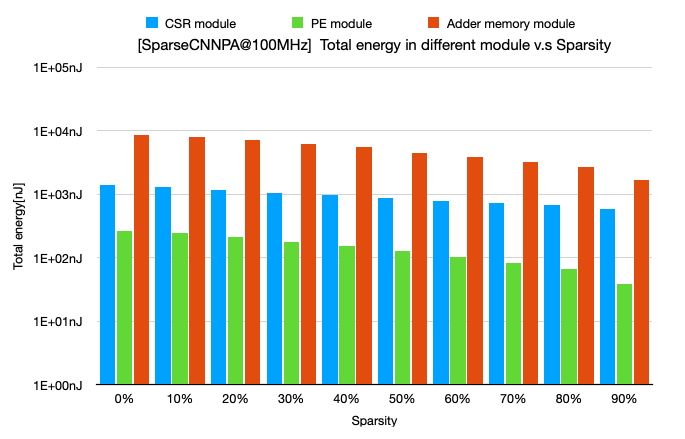 CSR module PE module Adder memory module
[SparseCNNPA@100MHz] Total energy in different module v.s Sparsity
1E+05nJ
1E+04nJ
1E+03nJ
1E+02nJ
1E+01nJ
1E+00nJ
Total energy[nJ]
0% 10% 20% 30% 40% 50% 60% 70% 80% 90%
Sparsity